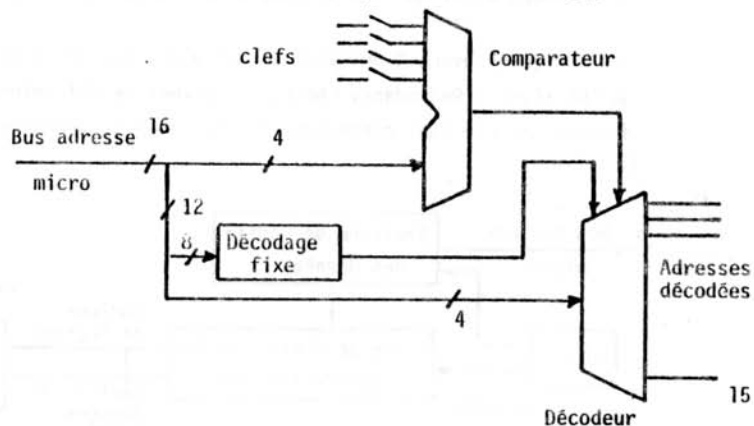 clefs
Comparateur
Bus adresse
micro
16
4
12
8
Décodage
fixe
4
Adresses
décodées
15
Décodeur